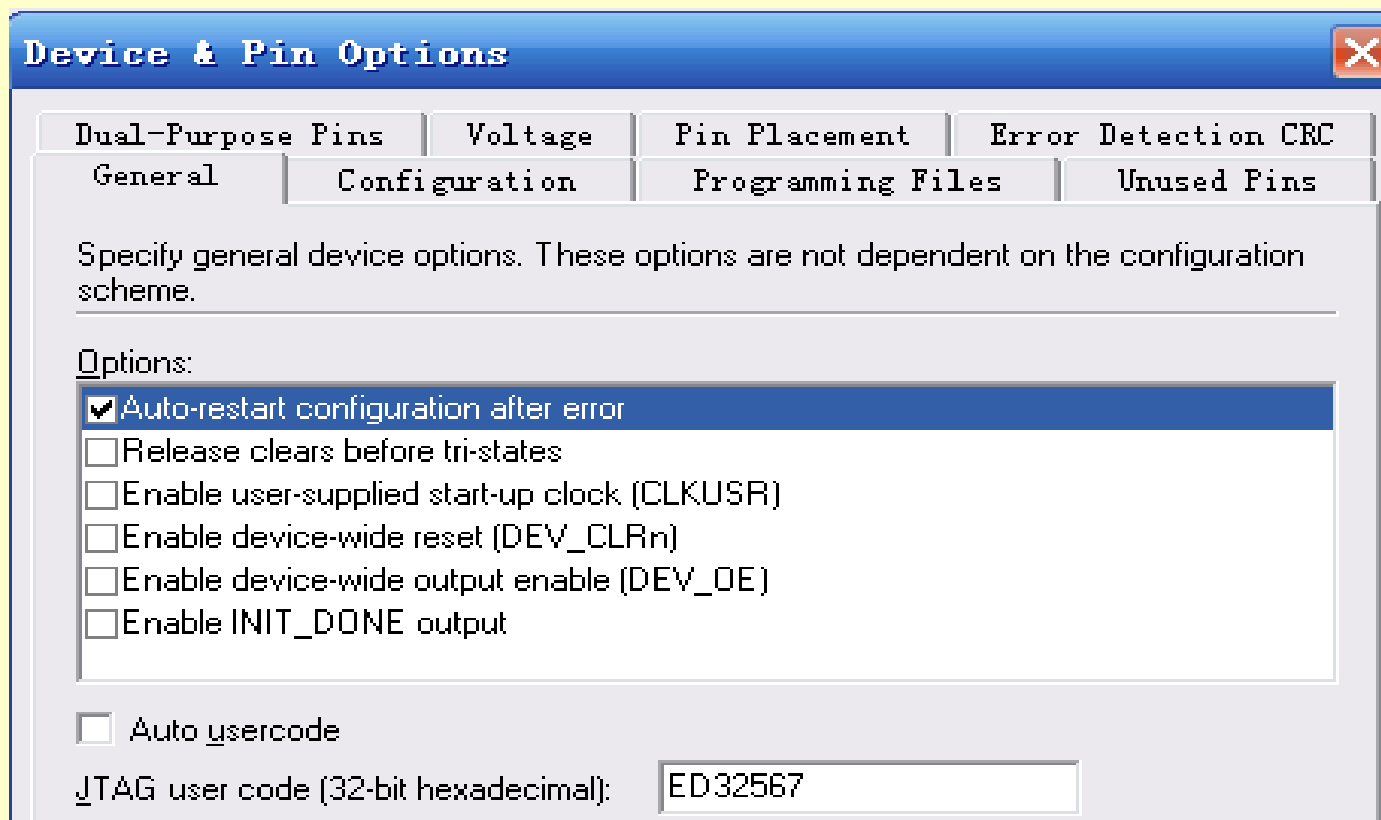 Device & Pin Options
Dual-Purpose Pins Voltage Pin Placement Error Detection CRC
General Configuration Programming Files Unused Pins
Specify general device options. These options are not dependent on the configuration
scheme.
Options:
Auto-restart configuration after error
Release clears before tri-states
Enable user-supplied start-up clock (CLKUSR)
Enable device-wide reset (DEV_CLRn)
Enable device-wide output enable (DEV_OE)
Enable INIT_DONE output
Auto usercode
JTAG user code (32-bit hexadecimal): ED32567